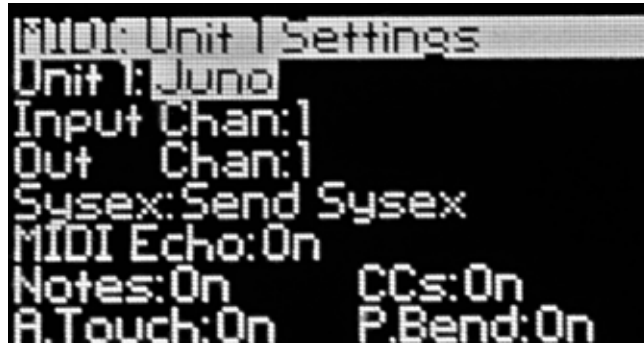 MIDI: Unit 1 Settings
Unit 1: Juno
Input Chan:1
Out Chan:1
Sysex:Send Sysex
MIDI Echo:On
Notes:On CCs:On
A.Touch:On P.Bend:On